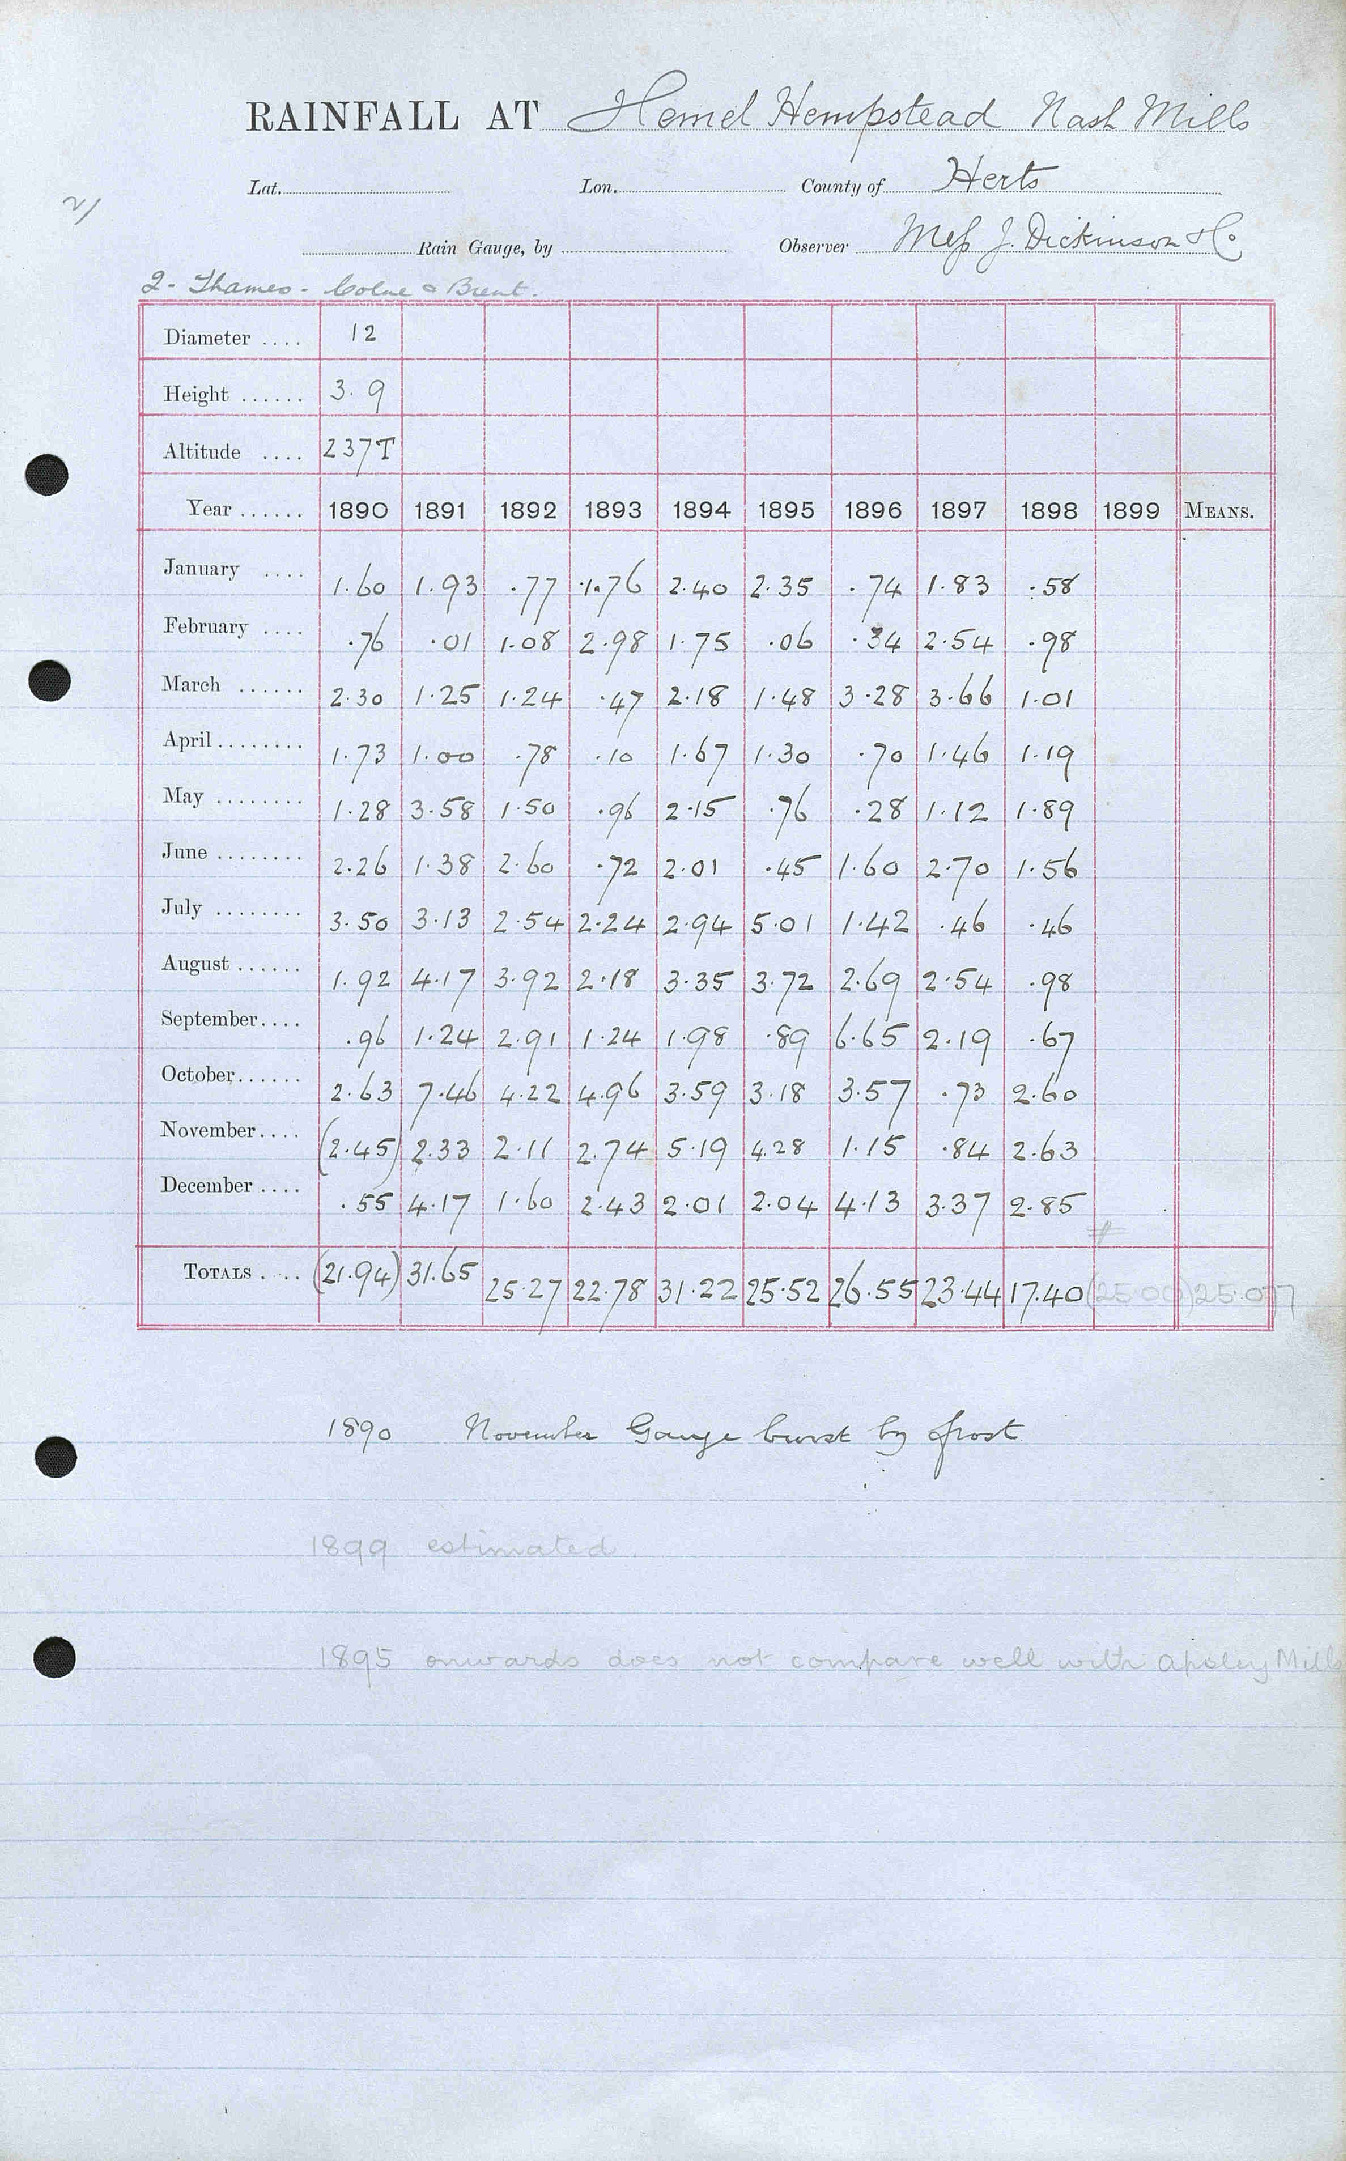 RAINFALL AT Hemel Hempstead Nash Mills
Lat. Lon. County of Herts
2/
Rain Gauge, by Observer Mess J. Dickinson & Co
2 - Thames - Colne & Brent.
Diameter .... 12
Height ...... 3. 9
Altitude .... 237T
Year ...... 1890 1891 1892 1893 1894 1895 1896 1897 1898 1899 MEANS.
January .... 1.60 1.93 .77 1.76 2.40 2.35 .74 1.83 .58
February .... .76 .01 1.08 2.98 1.75 .06 .34 2.54 .98
March ...... 2.30 1.25 1.24 .47 2.18 1.48 3.28 3.66 1.01
April ........ 1.73 1.00 .78 .10 1.67 1.30 .70 1.46 1.19
May ........ 1.28 3.58 1.50 .96 2.15 .76 .28 1.12 1.89
June ........ 2.26 1.38 2.60 .72 2.01 .45 1.60 2.70 1.56
July ........ 3.50 3.13 2.54 2.24 2.94 5.01 1.42 .46 .46
August ...... 1.92 4.17 3.92 2.18 3.35 3.72 2.69 2.54 .98
September.... .96 1.24 2.91 1.24 1.98 .89 6.65 2.19 .67
October...... 2.63 7.46 4.22 4.96 3.59 3.18 3.57 .73 2.60
November.... (2.45) 2.33 2.11 2.74 5.19 4.28 1.15 .84 2.63
December .... .55 4.17 1.60 2.43 2.01 2.04 4.13 3.37 2.85
#
TOTALS .... (21.94) 31.65 25.27 22.78 31.22 25.52 26.55 23.44 17.40 (25.00) 25.077
1890 November Gauge burst by frost
1899 estimated
1895 onwards does not compare well with Apsley Mills